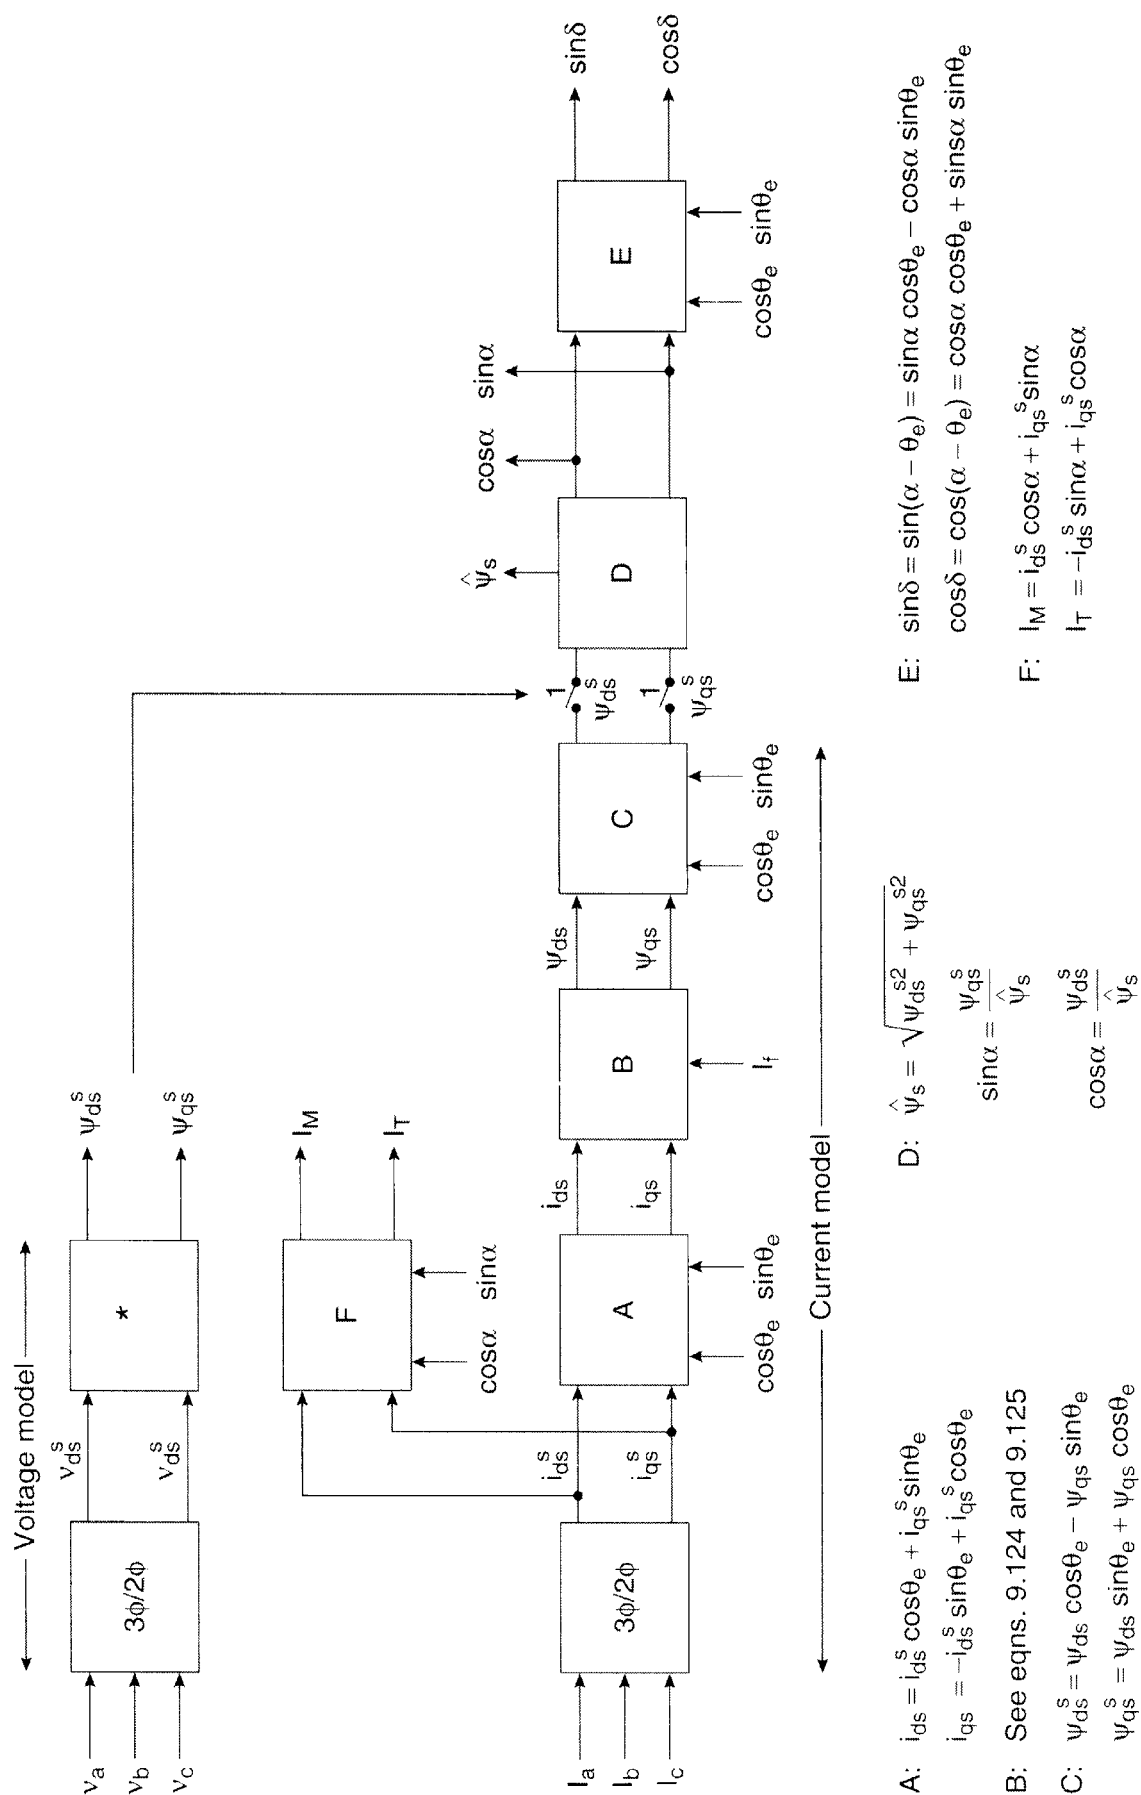 Voltage model
v_a
v_b
v_c
3ϕ/2ϕ
v_ds^s
v_ds^s
*
ψ_ds^s
ψ_qs^s
F
cosα sinα
I_M
I_T
I_a
I_b
I_c
3ϕ/2ϕ
i_ds^s
i_qs^s
A
cosθ_e sinθ_e
i_ds
i_qs
B
I_f
ψ_ds
ψ_qs
C
cosθ_e sinθ_e
1
ψ_ds^s
1
ψ_qs^s
D
ψ̂_s
cosα sinα
E
cosθ_e sinθ_e
sinδ
cosδ
Current model
A: i_ds = i_ds^s cosθ_e + i_qs^s sinθ_e
i_qs = −i_ds^s sinθ_e + i_qs^s cosθ_e
B: See eqns. 9.124 and 9.125
C: ψ_ds^s = ψ_ds cosθ_e − ψ_qs sinθ_e
ψ_qs^s = ψ_ds sinθ_e + ψ_qs cosθ_e
D: ψ̂_s = √(ψ_ds^s2 + ψ_qs^s2)
sinα = ψ_qs^s / ψ̂_s
cosα = ψ_ds^s / ψ̂_s
E: sinδ = sin(α − θ_e) = sinα cosθ_e − cosα sinθ_e
cosδ = cos(α − θ_e) = cosα cosθ_e + sinsα sinθ_e
F: I_M = i_ds^s cosα + i_qs^s sinα
I_T = −i_ds^s sinα + i_qs^s cosα